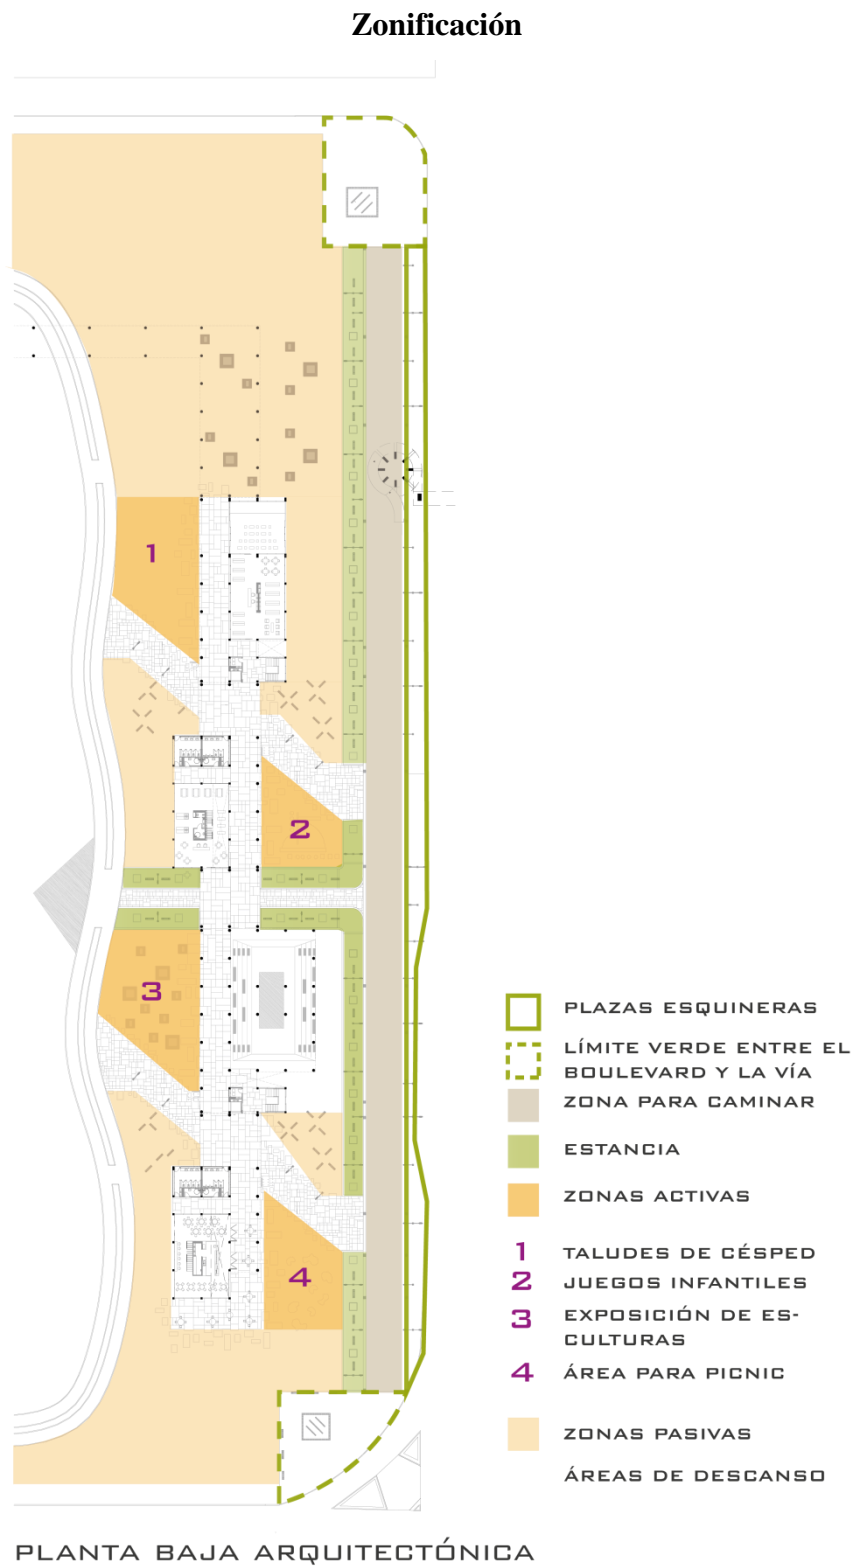 Zonificación
1
2
3
4
PLAZAS ESQUINERAS
LÍMITE VERDE ENTRE EL
BOULEVARD Y LA VÍA
ZONA PARA CAMINAR
ESTANCIA
ZONAS ACTIVAS
1 TALUDES DE CÉSPED
2 JUEGOS INFANTILES
3 EXPOSICIÓN DE ES-
CULTURAS
4 ÁREA PARA PICNIC
ZONAS PASIVAS
ÁREAS DE DESCANSO
PLANTA BAJA ARQUITECTÓNICA